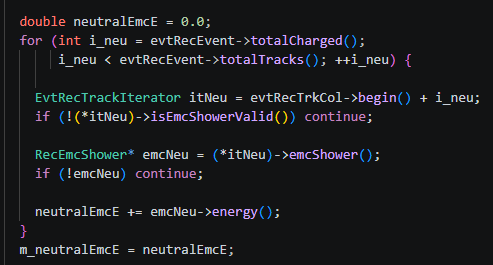 double neutralEmcE = 0.0;
for (int i_neu = evtRecEvent->totalCharged();
i_neu < evtRecEvent->totalTracks(); ++i_neu) {
EvtRecTrackIterator itNeu = evtRecTrkCol->begin() + i_neu;
if (!(*itNeu)->isEmcShowerValid()) continue;
RecEmcShower* emcNeu = (*itNeu)->emcShower();
if (!emcNeu) continue;
neutralEmcE += emcNeu->energy();
}
m_neutralEmcE = neutralEmcE;